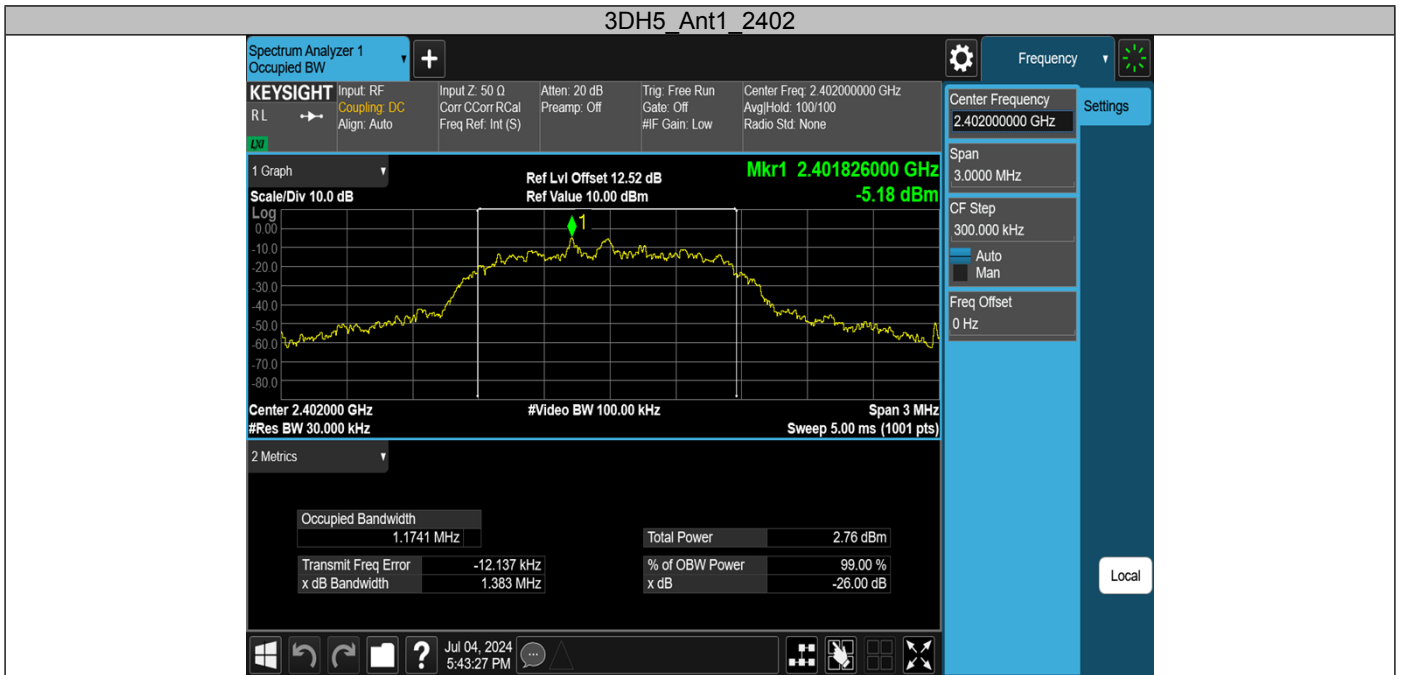 3DH5_Ant1_2402
Spectrum Analyzer 1
Occupied BW
+
Frequency
KEYSIGHT
RL
LXI
Input: RF
Coupling: DC
Align: Auto
Input Z: 50 Ω
Corr CCorr RCal
Freq Ref: Int (S)
Atten: 20 dB
Preamp: Off
Trig: Free Run
Gate: Off
#IF Gain: Low
Center Freq: 2.402000000 GHz
Avg|Hold: 100/100
Radio Std: None
Center Frequency
2.402000000 GHz
Settings
Span
3.0000 MHz
CF Step
300.000 kHz
Auto
Man
Freq Offset
0 Hz
Local
1 Graph
Scale/Div 10.0 dB
Ref Lvl Offset 12.52 dB
Ref Value 10.00 dBm
Mkr1 2.401826000 GHz
-5.18 dBm
Log
0.00
-10.0
-20.0
-30.0
-40.0
-50.0
-60.0
-70.0
-80.0
1
Center 2.402000 GHz
#Res BW 30.000 kHz
#Video BW 100.00 kHz
Span 3 MHz
Sweep 5.00 ms (1001 pts)
2 Metrics
Occupied Bandwidth
1.1741 MHz
Transmit Freq Error -12.137 kHz
x dB Bandwidth 1.383 MHz
Total Power 2.76 dBm
% of OBW Power 99.00 %
x dB -26.00 dB
?
Jul 04, 2024
5:43:27 PM